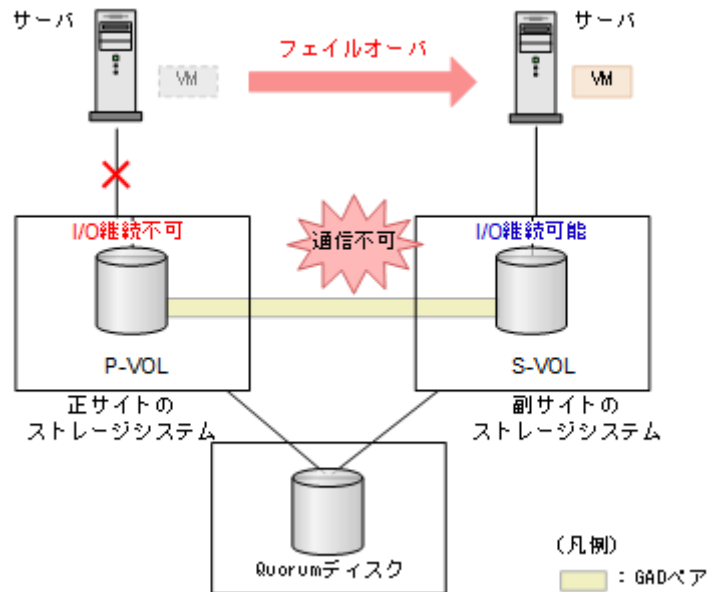 サーバ
サーバ
フェイルオーバ
VM
VM
I/O継続不可
通信不可
I/O継続可能
P-VOL
S-VOL
正サイトの
ストレージシステム
副サイトの
ストレージシステム
Quorumディスク
(凡例)
: GADペア